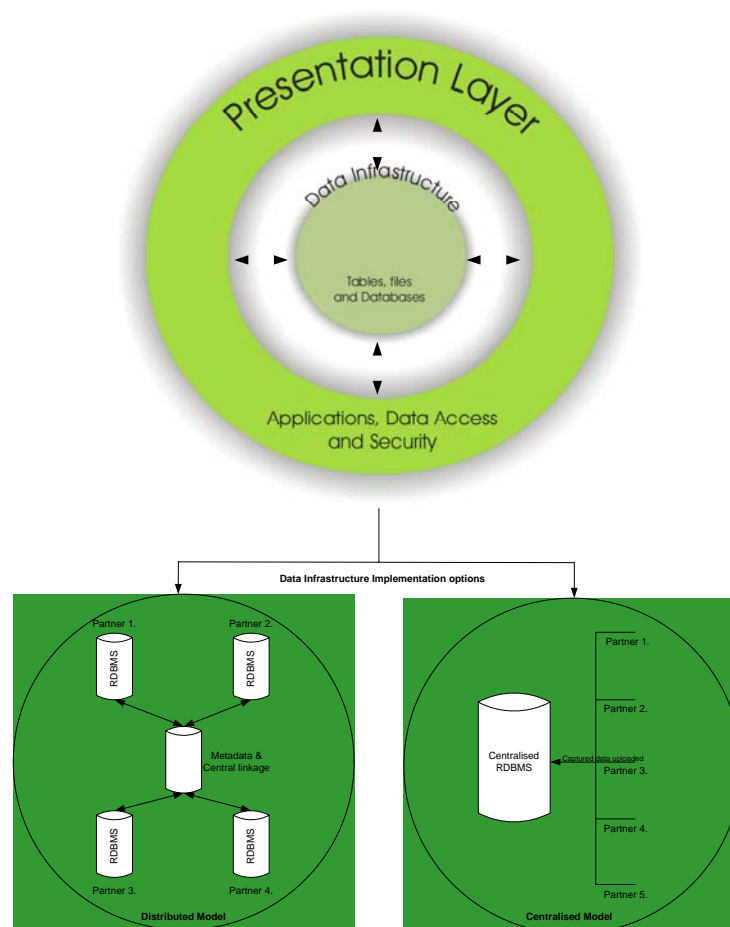 Presentation Layer
Data Infrastructure
Tables, files
and Databases
Applications, Data Access
and Security
Data Infrastructure Implementation options
Partner 1.
Partner 2.
RDBMS
RDBMS
Metadata &
Central linkage
RDBMS
RDBMS
Partner 3.
Partner 4.
Distributed Model
Partner 1.
Partner 2.
Centralised
RDBMS
Captured data uploaded
Partner 3.
Partner 4.
Partner 5.
Centralised Model